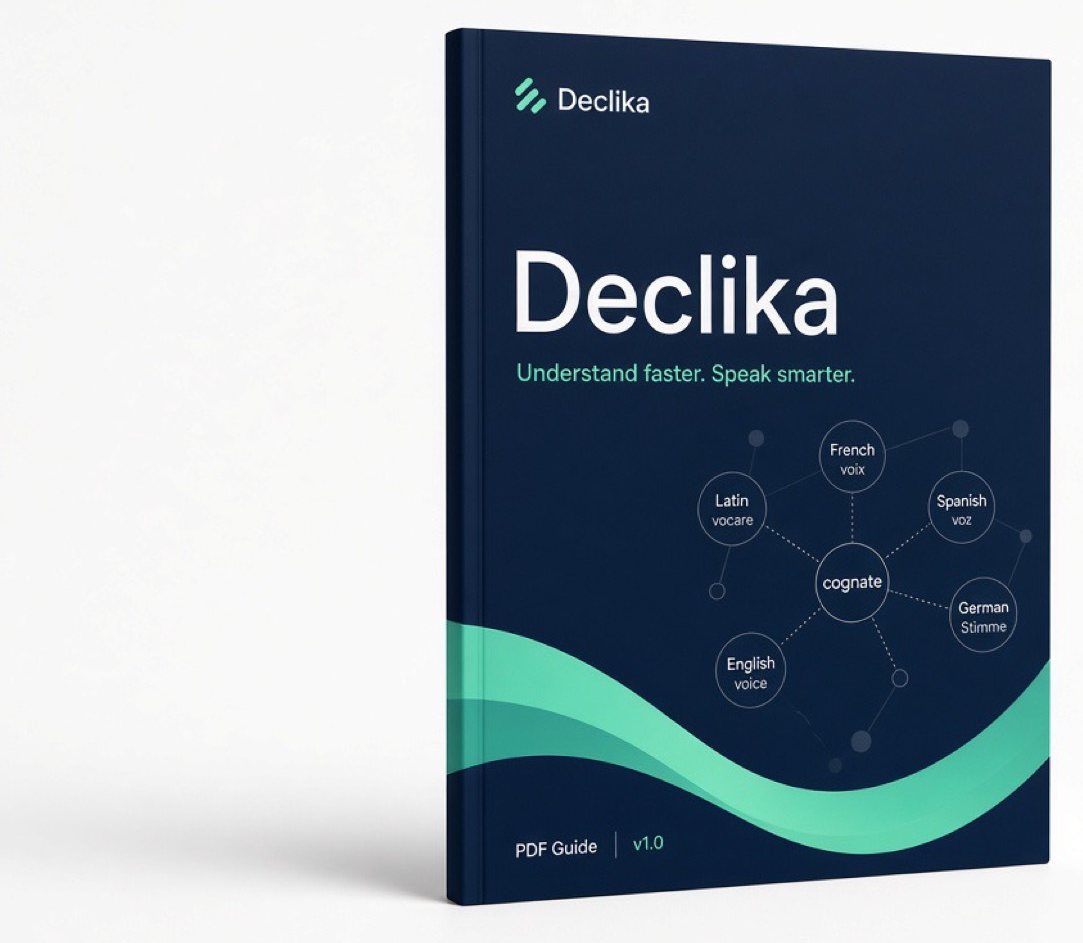 Declika
Declika
Understand faster. Speak smarter.
French
voix
Latin
vocare
Spanish
voz
cognate
German
Stimme
English
voice
PDF Guide | v1.0